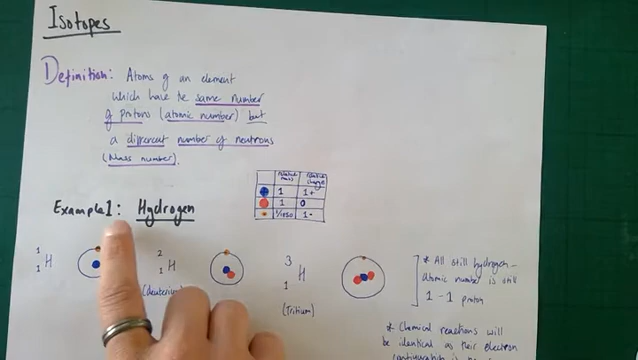 Isotopes
Definition: Atoms of an element
which have the same number
of protons (atomic number) but
a different number of neutrons
(Mass number).
relative mass relative charge
1 1+
1 0
1/1850 1-
Example 1: Hydrogen
1 1 H
2 1 H
(deuterium)
3 1 H
(Tritium)
* All still hydrogen -
atomic number is still
1 - 1 proton
* Chemical reactions will
be identical as their electron
configuration is